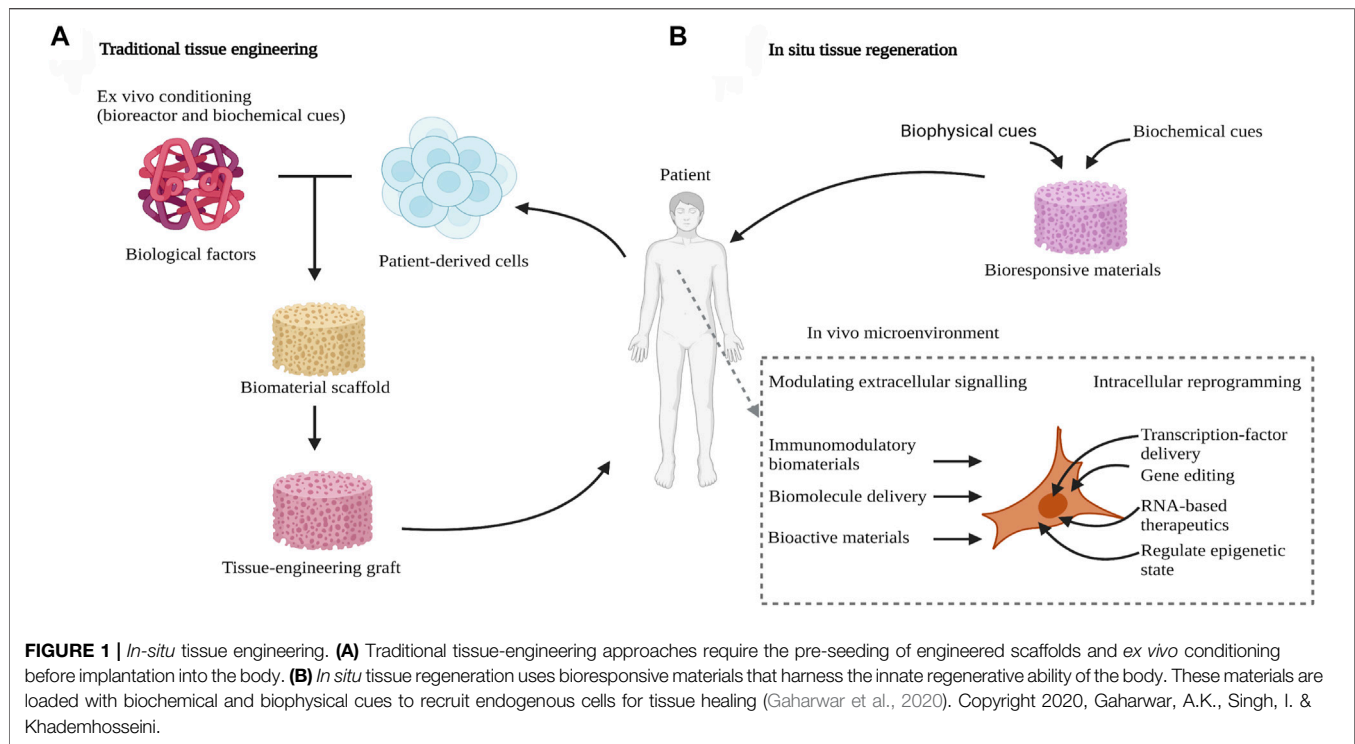 A
Traditional tissue engineering
Ex vivo conditioning
(bioreactor and biochemical cues)
Biological factors
Patient-derived cells
Biomaterial scaffold
Tissue-engineering graft
Patient
B
In situ tissue regeneration
Biophysical cues
Biochemical cues
Bioresponsive materials
In vivo microenvironment
Modulating extracellular signalling
Intracellular reprogramming
Immunomodulatory
biomaterials
Biomolecule delivery
Bioactive materials
Transcription-factor
delivery
Gene editing
RNA-based
therapeutics
Regulate epigenetic
state
FIGURE 1 | In-situ tissue engineering. (A) Traditional tissue-engineering approaches require the pre-seeding of engineered scaffolds and ex vivo conditioning
before implantation into the body. (B) In situ tissue regeneration uses bioresponsive materials that harness the innate regenerative ability of the body. These materials are
loaded with biochemical and biophysical cues to recruit endogenous cells for tissue healing (Gaharwar et al., 2020). Copyright 2020, Gaharwar, A.K., Singh, I. &
Khademhosseini.